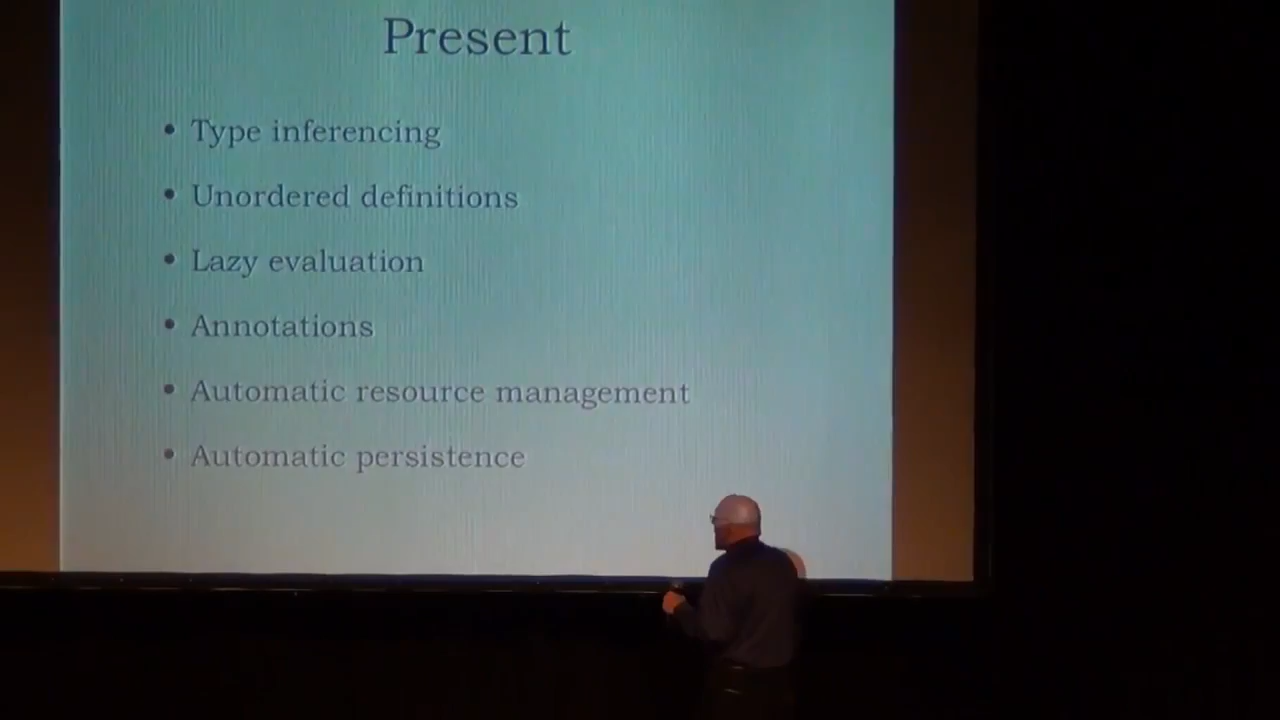 Present
• Type inferencing
• Unordered definitions
• Lazy evaluation
• Annotations
• Automatic resource management
• Automatic persistence